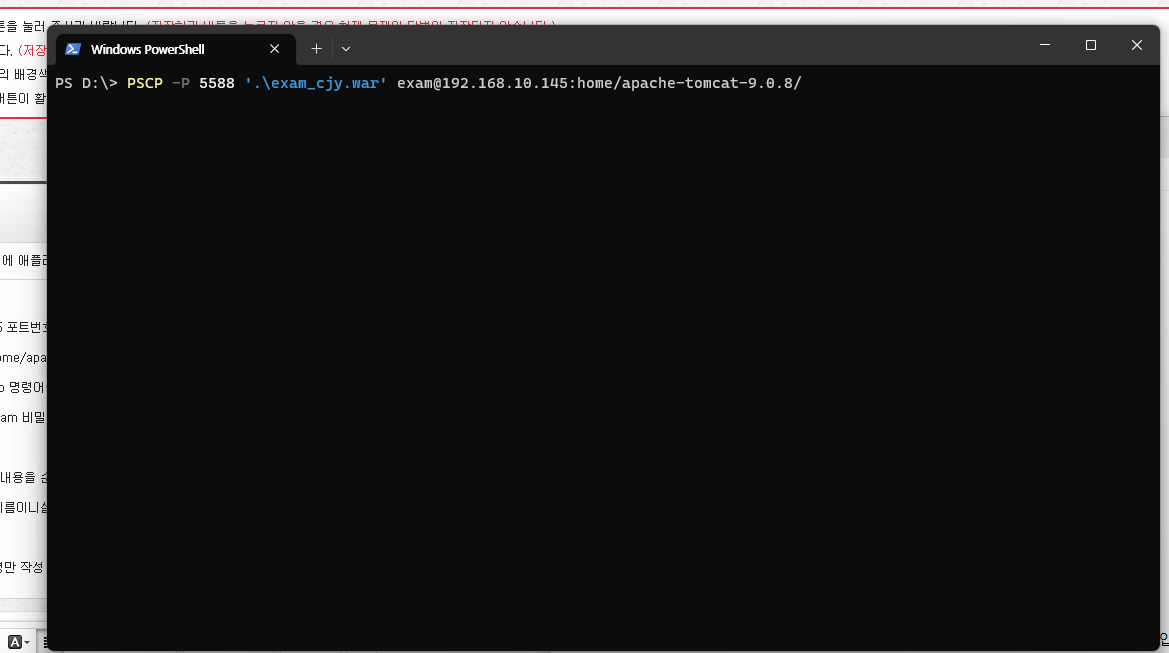 튼을 눌러 주시기 바랍니다.
다. (저장
의 배경색
버튼이 활
Windows PowerShell
PS D:\> PSCP -P 5588 '.\exam_cjy.war' exam@192.168.10.145:home/apache-tomcat-9.0.8/
에 애플리
5 포트번호
ome/apa
p 명령어
am 비밀
내용을 순
이름이니셜
명만 작성
A
입